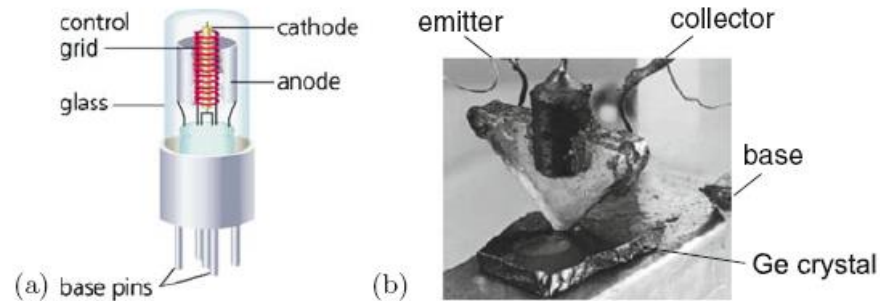 control
grid
cathode
anode
glass
(a) base pins
emitter
collector
base
Ge crystal
(b)